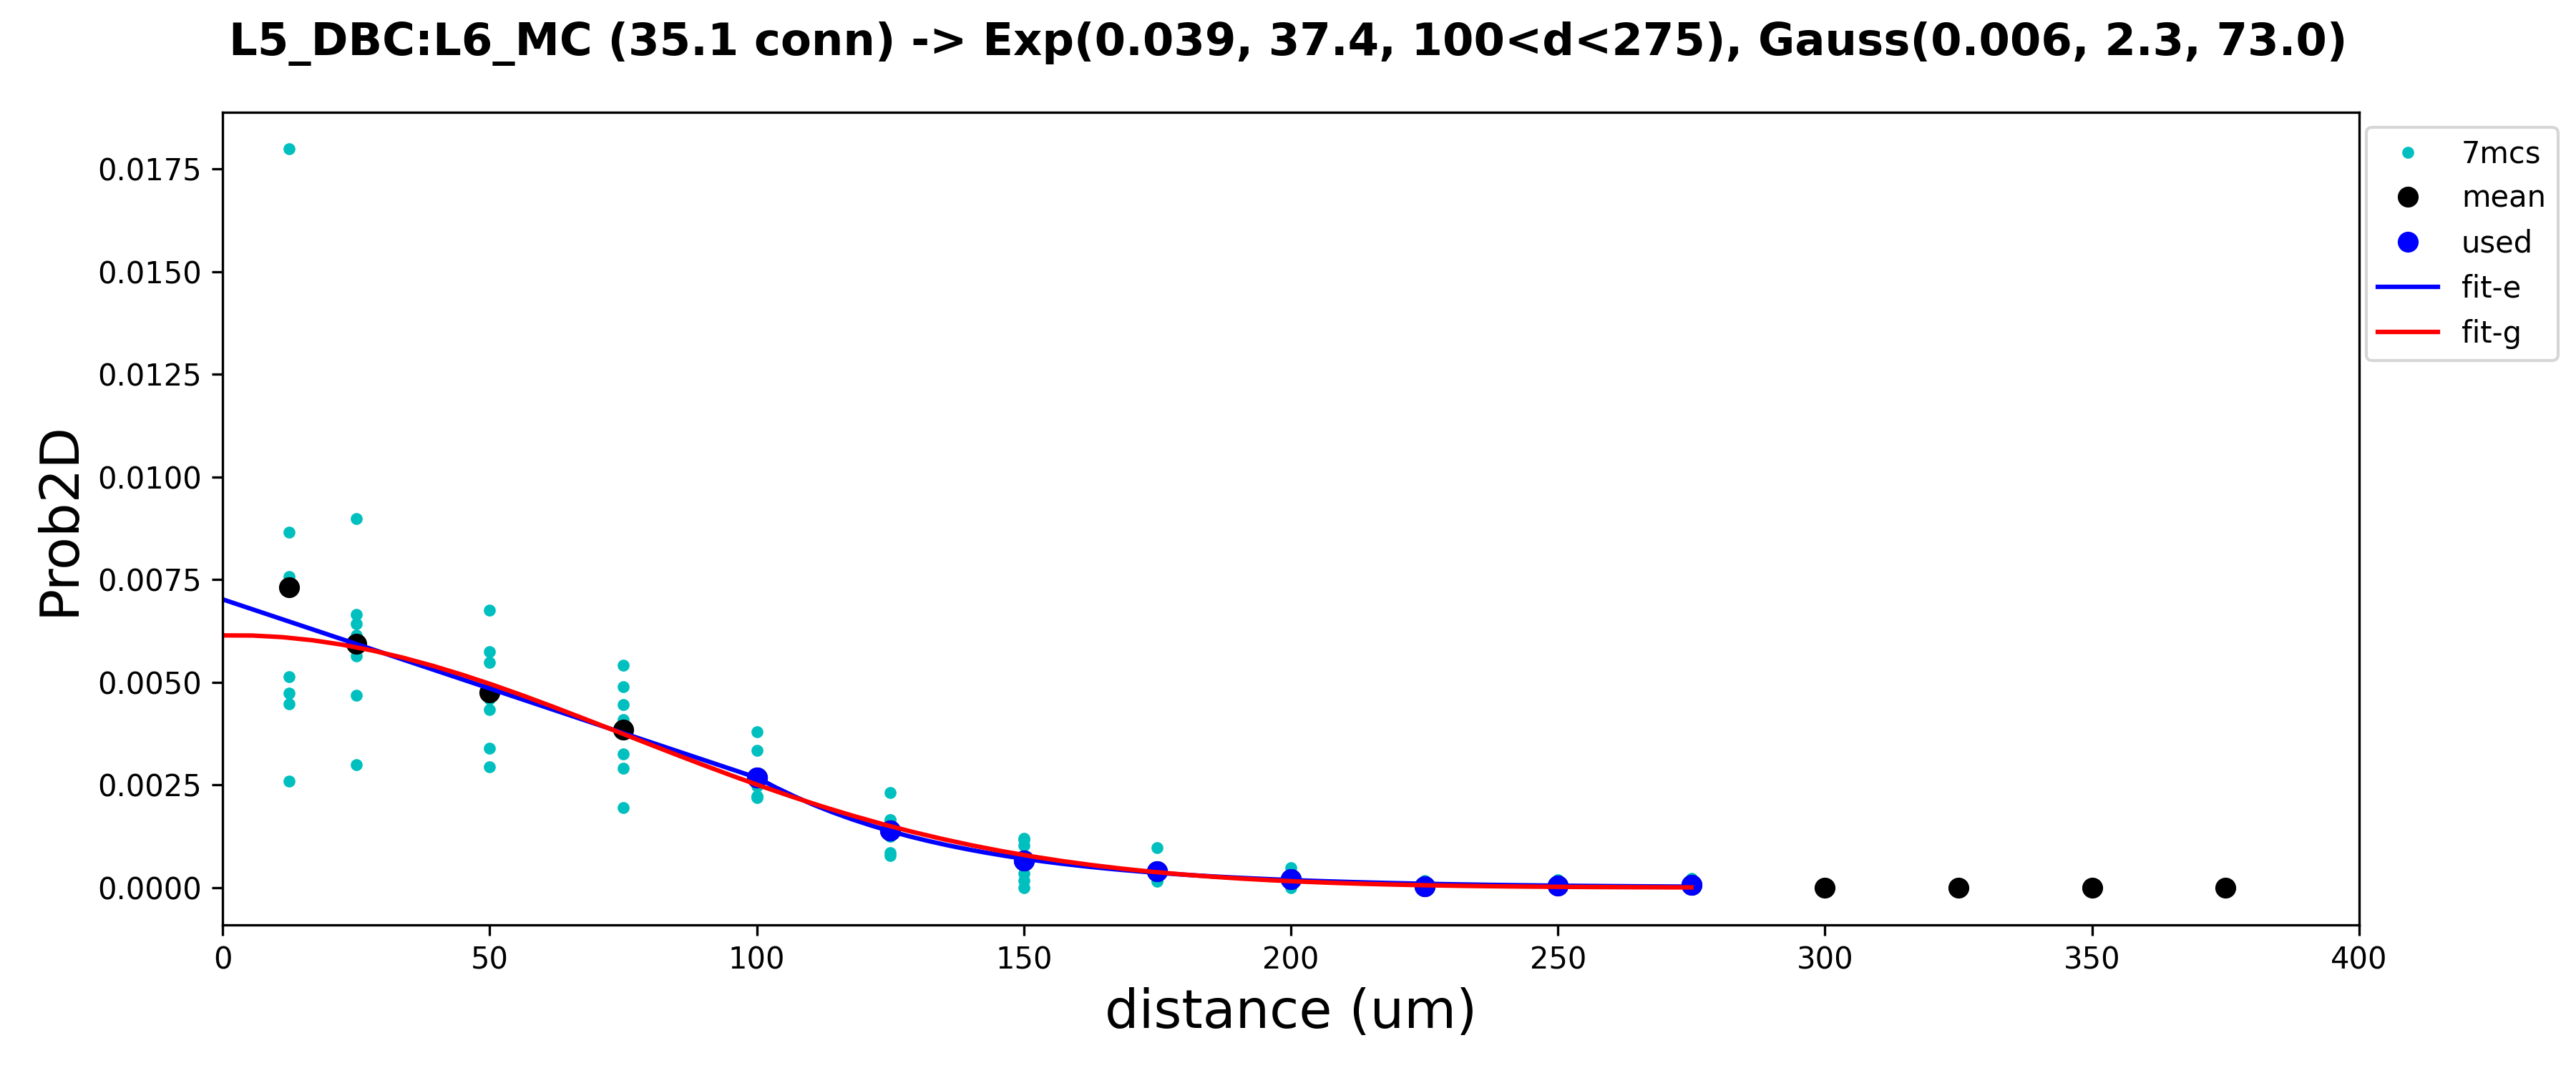 L5_DBC:L6_MC (35.1 conn) -> Exp(0.039, 37.4, 100<d<275), Gauss(0.006, 2.3, 73.0)
0.0175
0.0150
0.0125
0.0100
0.0075
0.0050
0.0025
0.0000
Prob2D
0 50 100 150 200 250 300 350 400
distance (um)
7mcs
mean
used
fit-e
fit-g